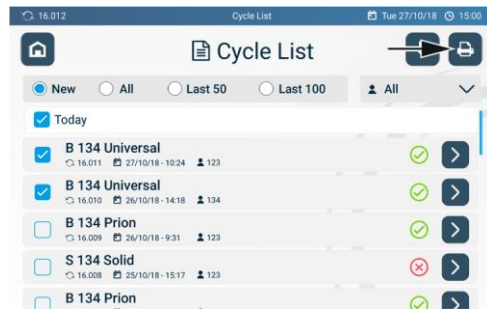 16.012 Cycle List Tue 27/10/18 15:00
Cycle List
New All Last 50 Last 100 All
Today
B 134 Universal
16.011 27/10/18 - 10:24 123
B 134 Universal
16.010 26/10/18 - 14:18 134
B 134 Prion
16.009 26/10/18 - 9:31 123
S 134 Solid
16.008 25/10/18 - 15:17 123
B 134 Prion